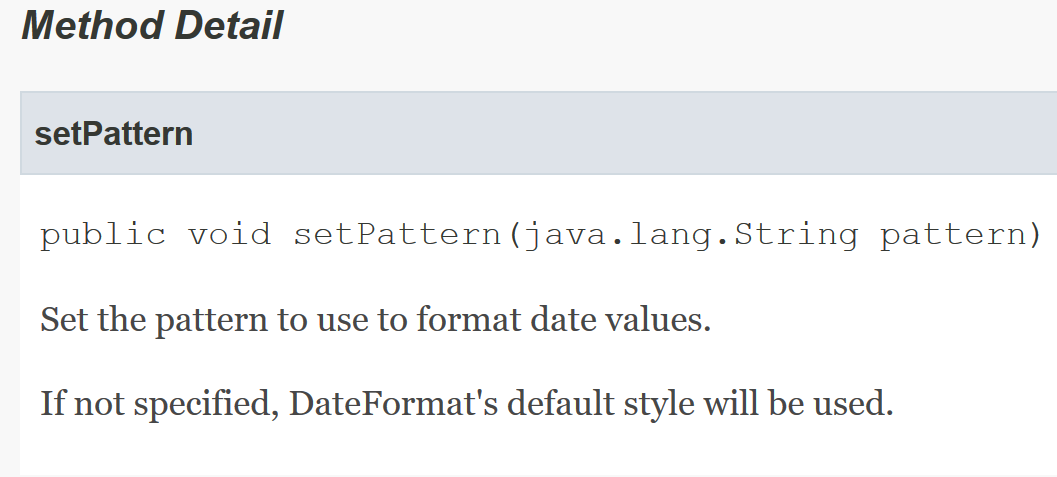 Method Detail
setPattern
public void setPattern(java.lang.String pattern)
Set the pattern to use to format date values.
If not specified, DateFormat's default style will be used.